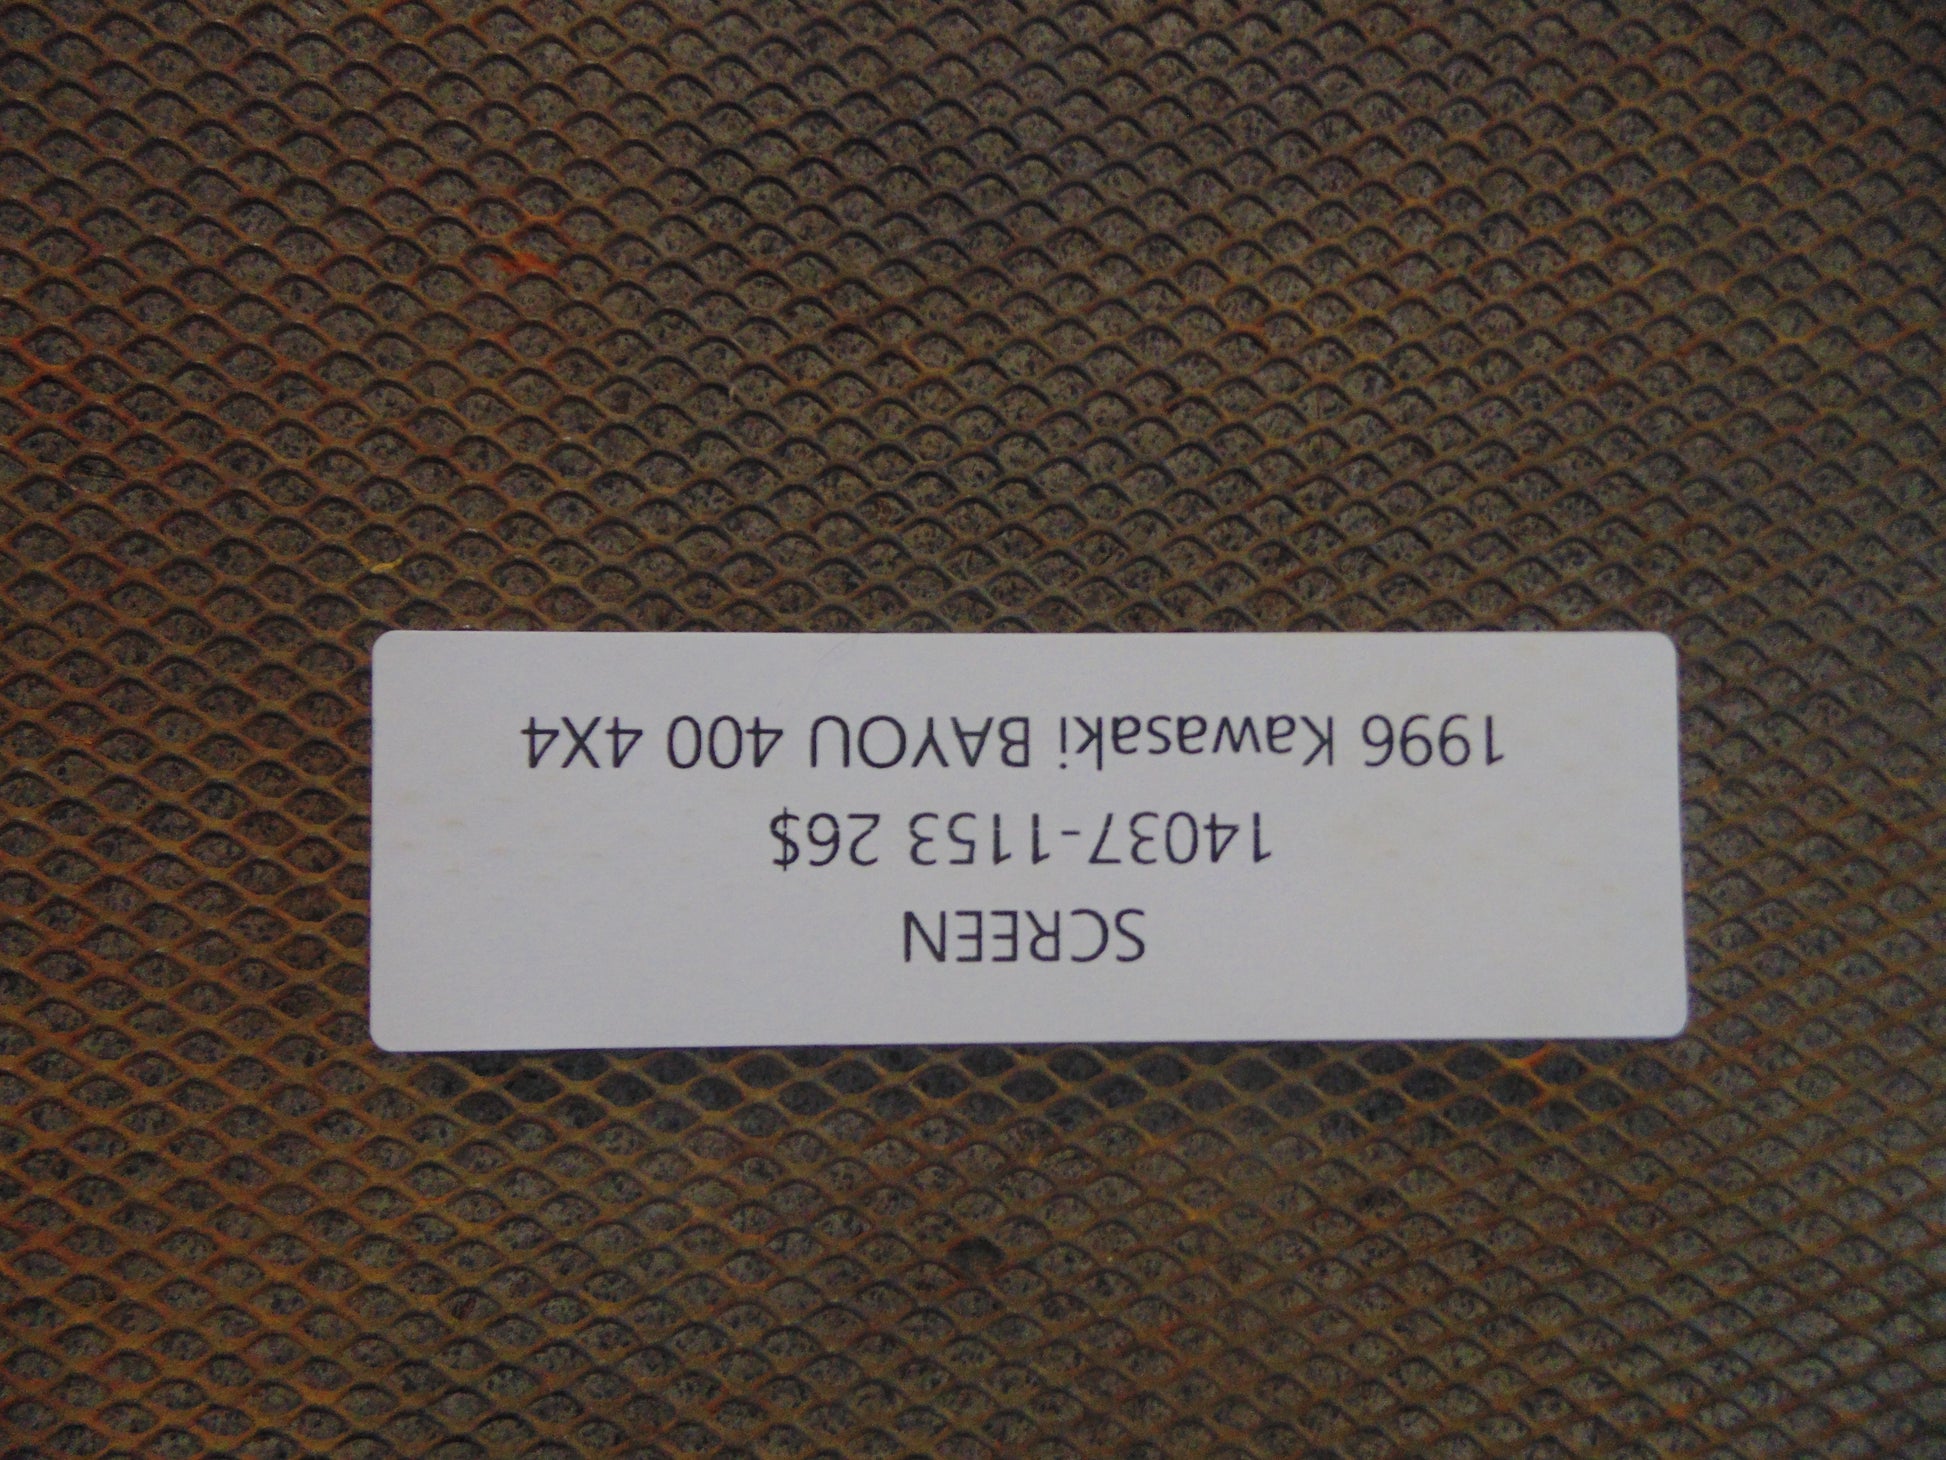 SCREEN
14037-1153 26$
1996 Kawasaki BAYOU 400 4X4